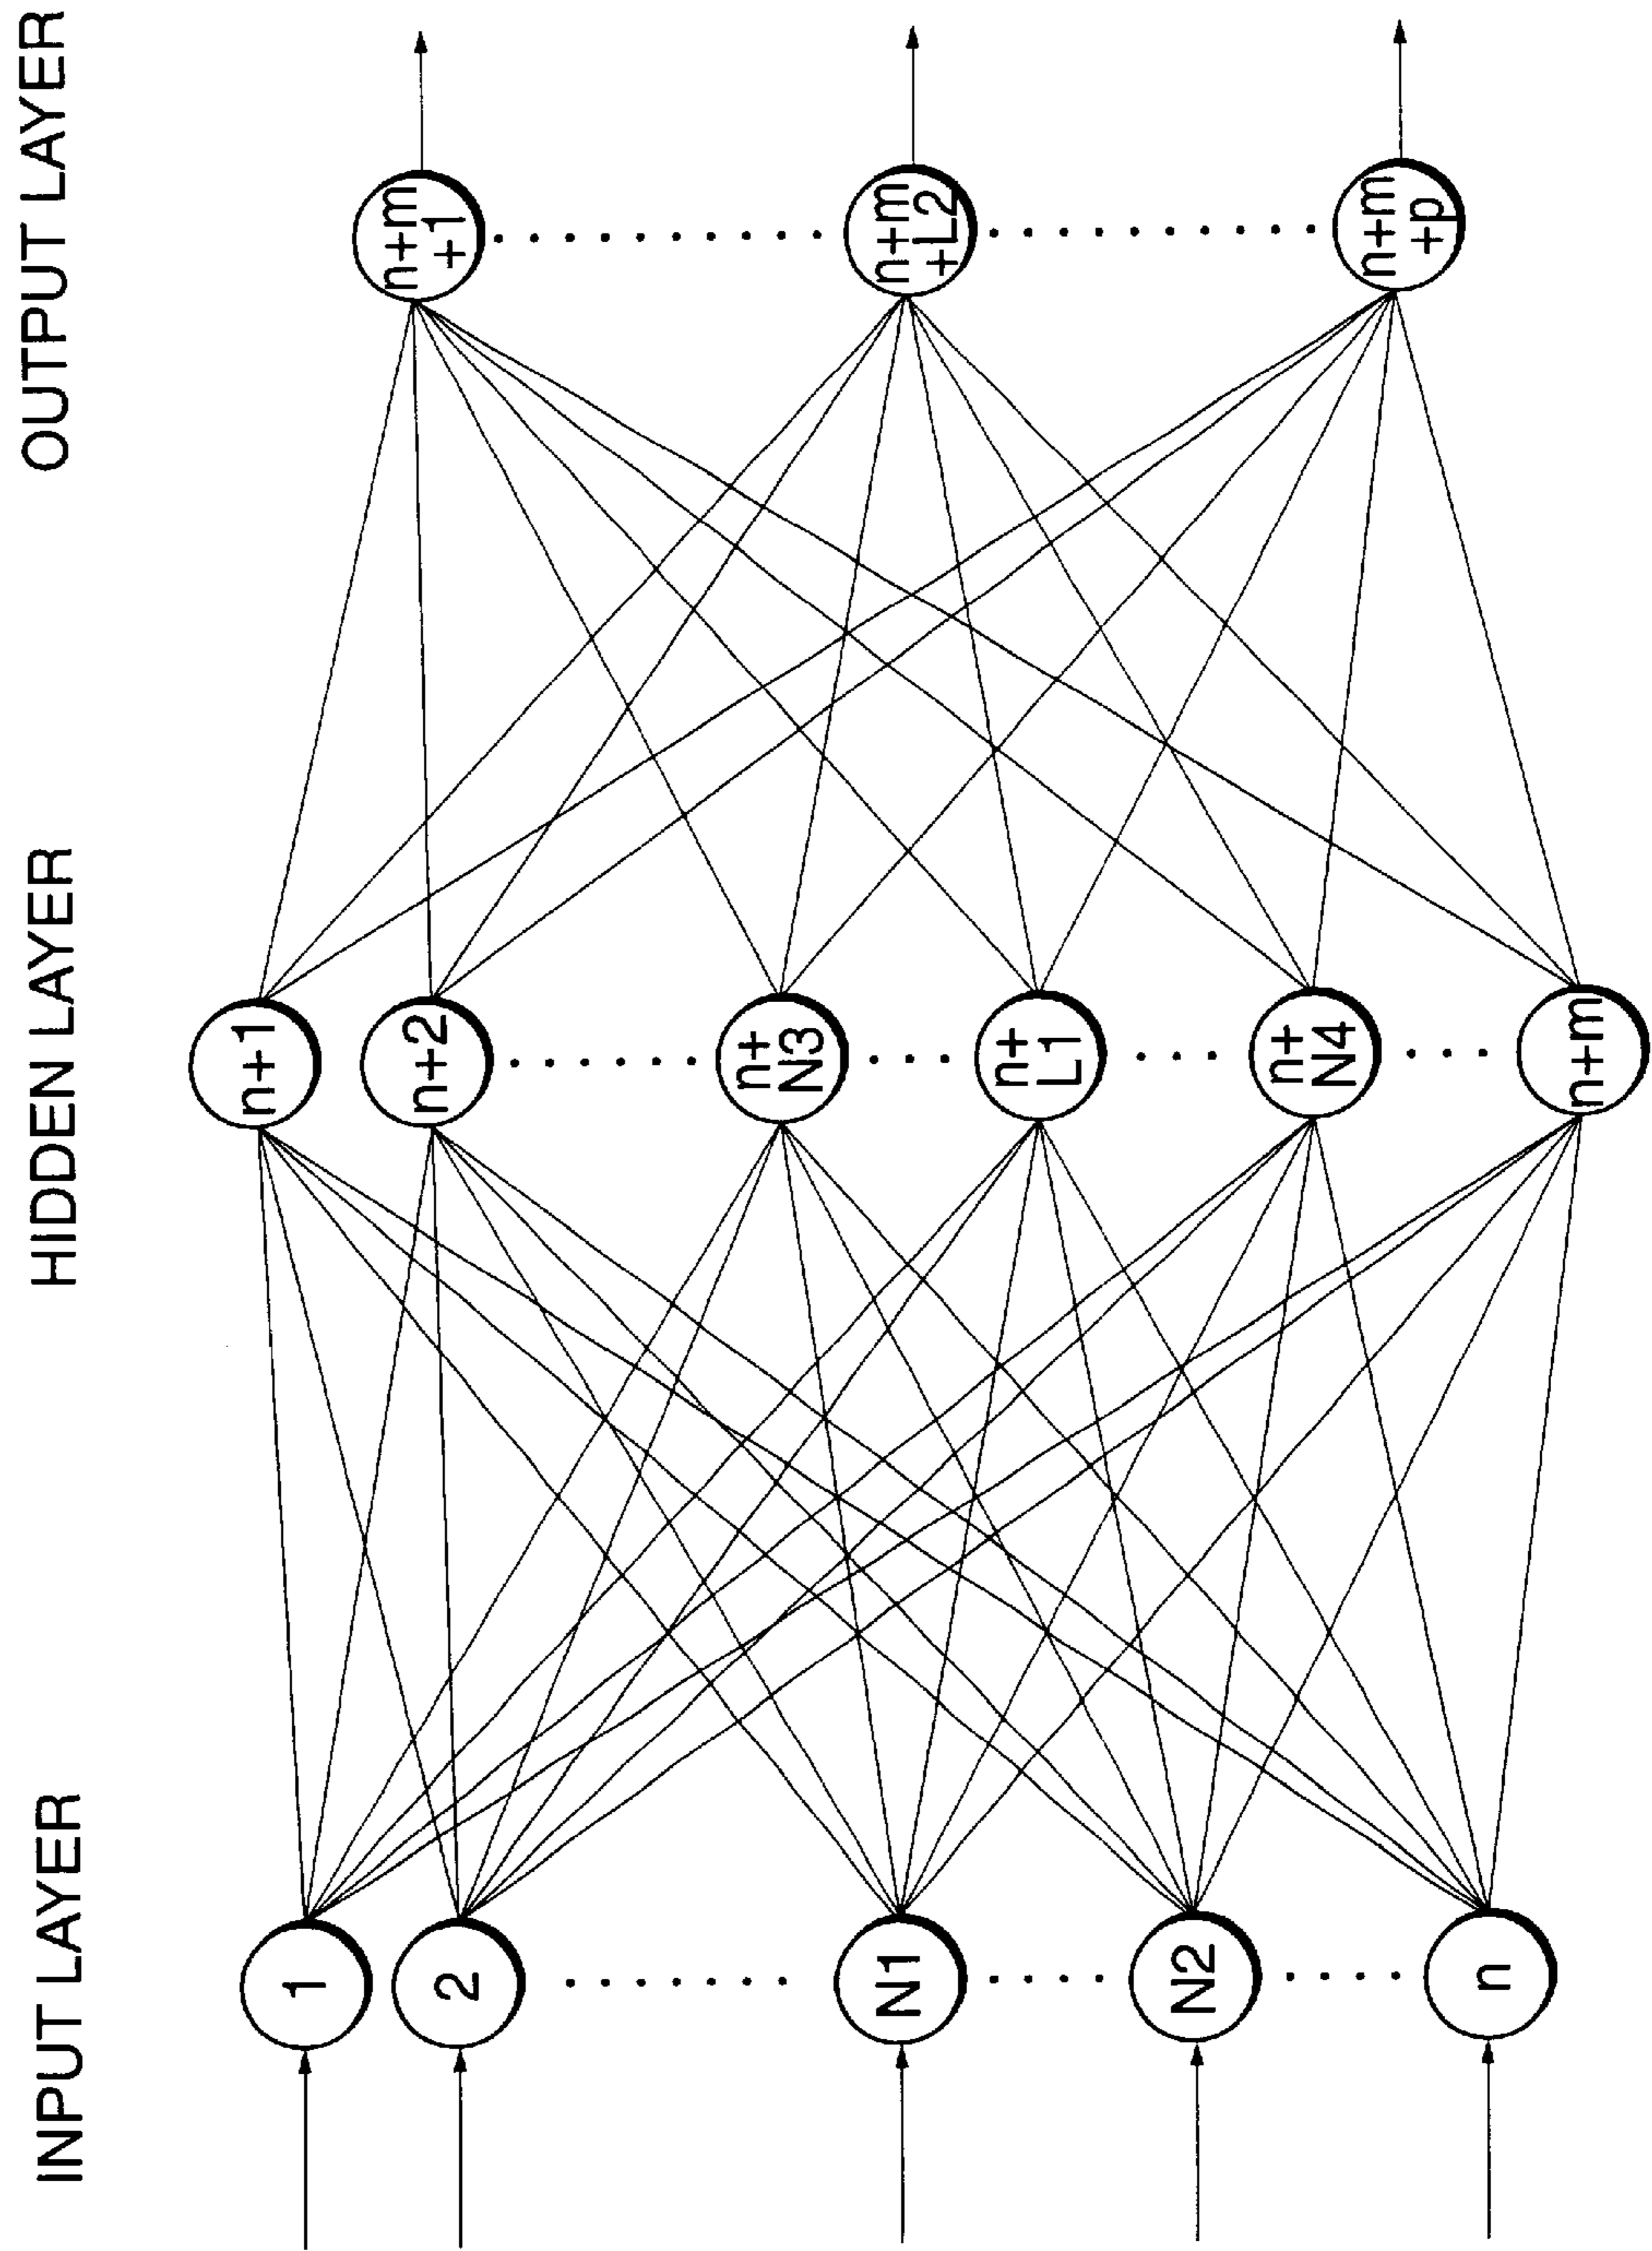 INPUT LAYER
HIDDEN LAYER
OUTPUT LAYER
1
2
N1
N2
n
n+1
n+2
n+
N3
n+
L1
n+
N4
n+m
n+m
+1
n+m
+L2
n+m
+p